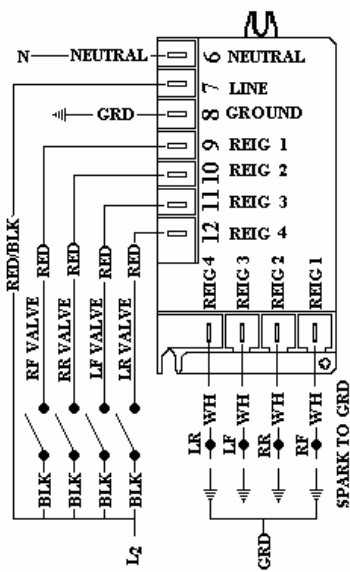 N NEUTRAL 6 NEUTRAL
7 LINE
GRD 8 GROUND
9 REIG 1
10 REIG 2
11 REIG 3
12 REIG 4
RED/BLK
RED
RED
RED
RED
RF VALVE
RR VALVE
LF VALVE
LR VALVE
BLK
BLK
BLK
BLK
L2
REIG 4
REIG 3
REIG 2
REIG 1
WH
WH
WH
WH
LR
LF
RR
RF
SPARK TO GRD
GRD